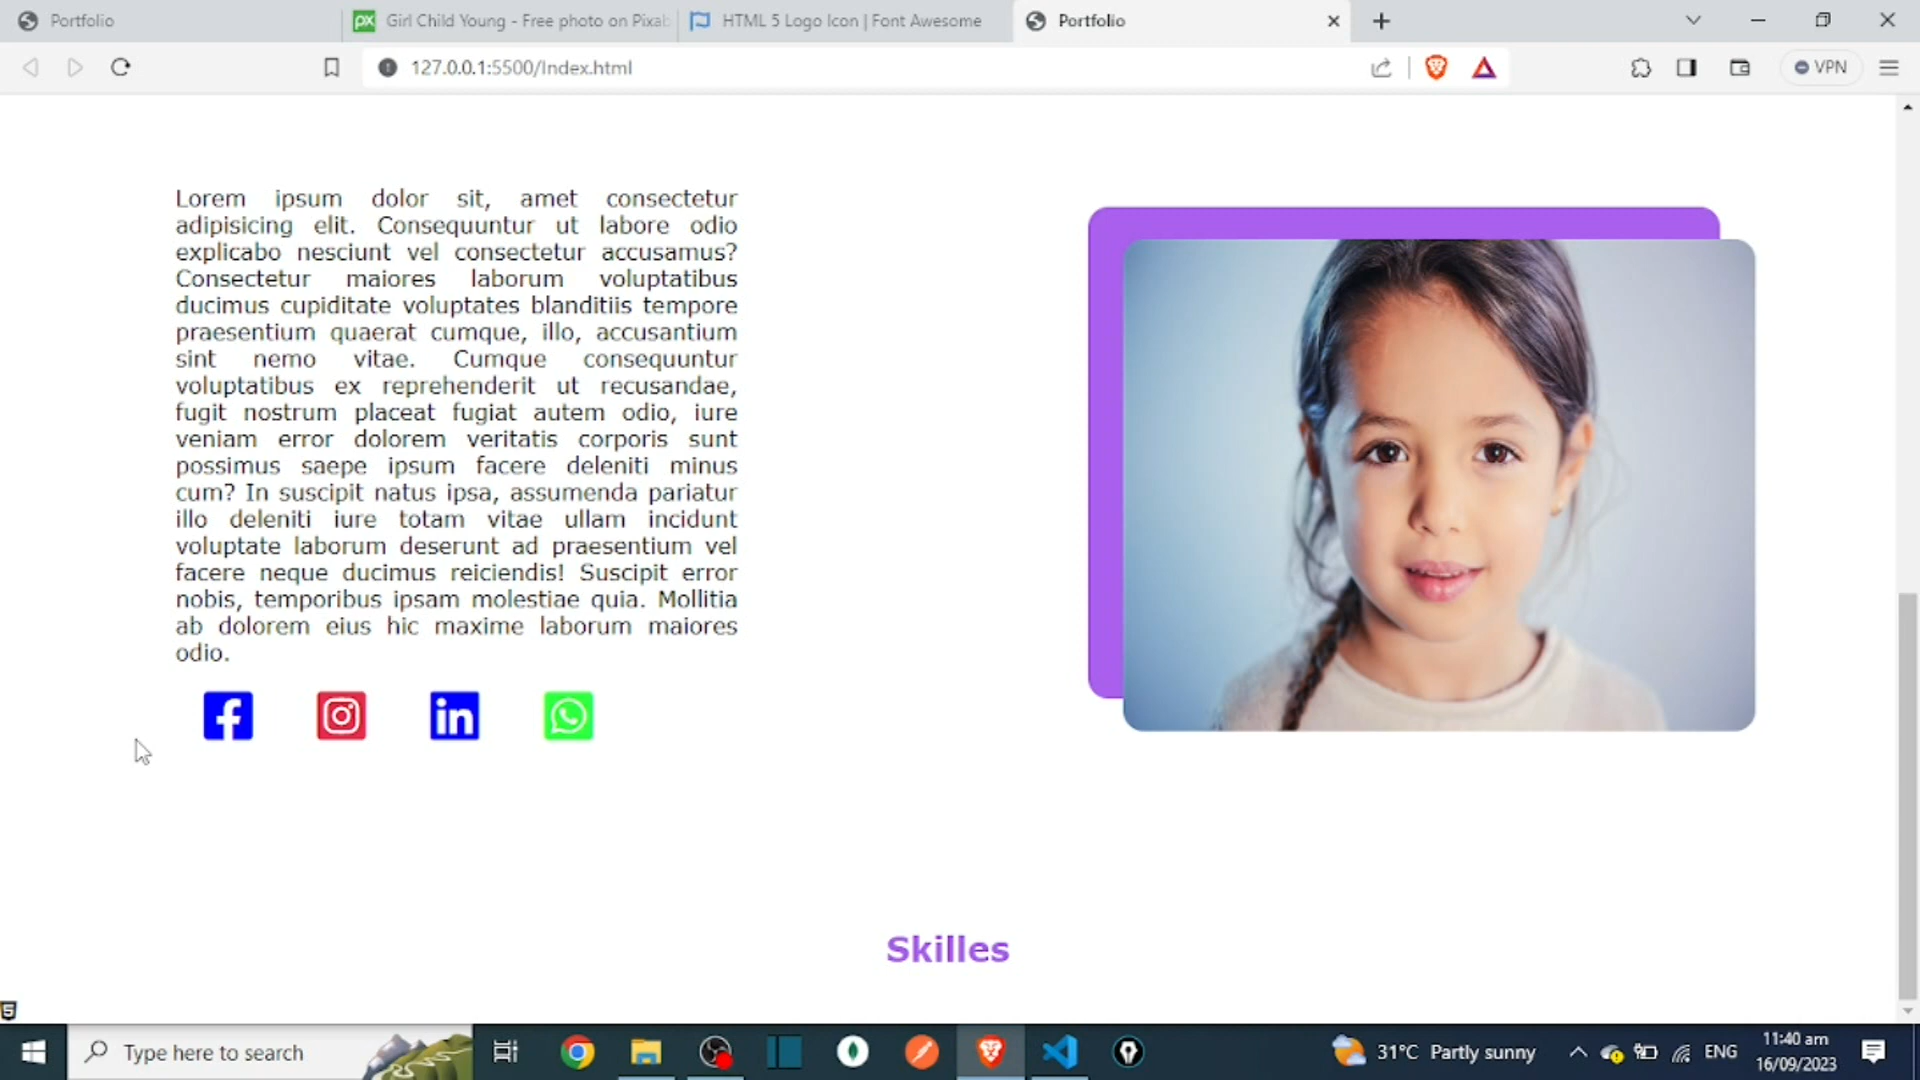 Portfolio
Girl Child Young - Free photo on Pixab
HTML 5 Logo Icon | Font Awesome
Portfolio
127.0.0.1:5500/Index.html
VPN
Lorem ipsum dolor sit, amet consectetur
adipisicing elit. Consequuntur ut labore odio
explicabo nesciunt vel consectetur accusamus?
Consectetur maiores laborum voluptatibus
ducimus cupiditate voluptates blanditiis tempore
praesentium quaerat cumque, illo, accusantium
sint nemo vitae. Cumque consequuntur
voluptatibus ex reprehenderit ut recusandae,
fugit nostrum placeat fugiat autem odio, iure
veniam error dolorem veritatis corporis sunt
possimus saepe ipsum facere deleniti minus
cum? In suscipit natus ipsa, assumenda pariatur
illo deleniti iure totam vitae ullam incidunt
voluptate laborum deserunt ad praesentium vel
facere neque ducimus reiciendis! Suscipit error
nobis, temporibus ipsam molestiae quia. Mollitia
ab dolorem eius hic maxime laborum maiores
odio.
Skilles
Type here to search
31°C Partly sunny
ENG
11:40 am
16/09/2023